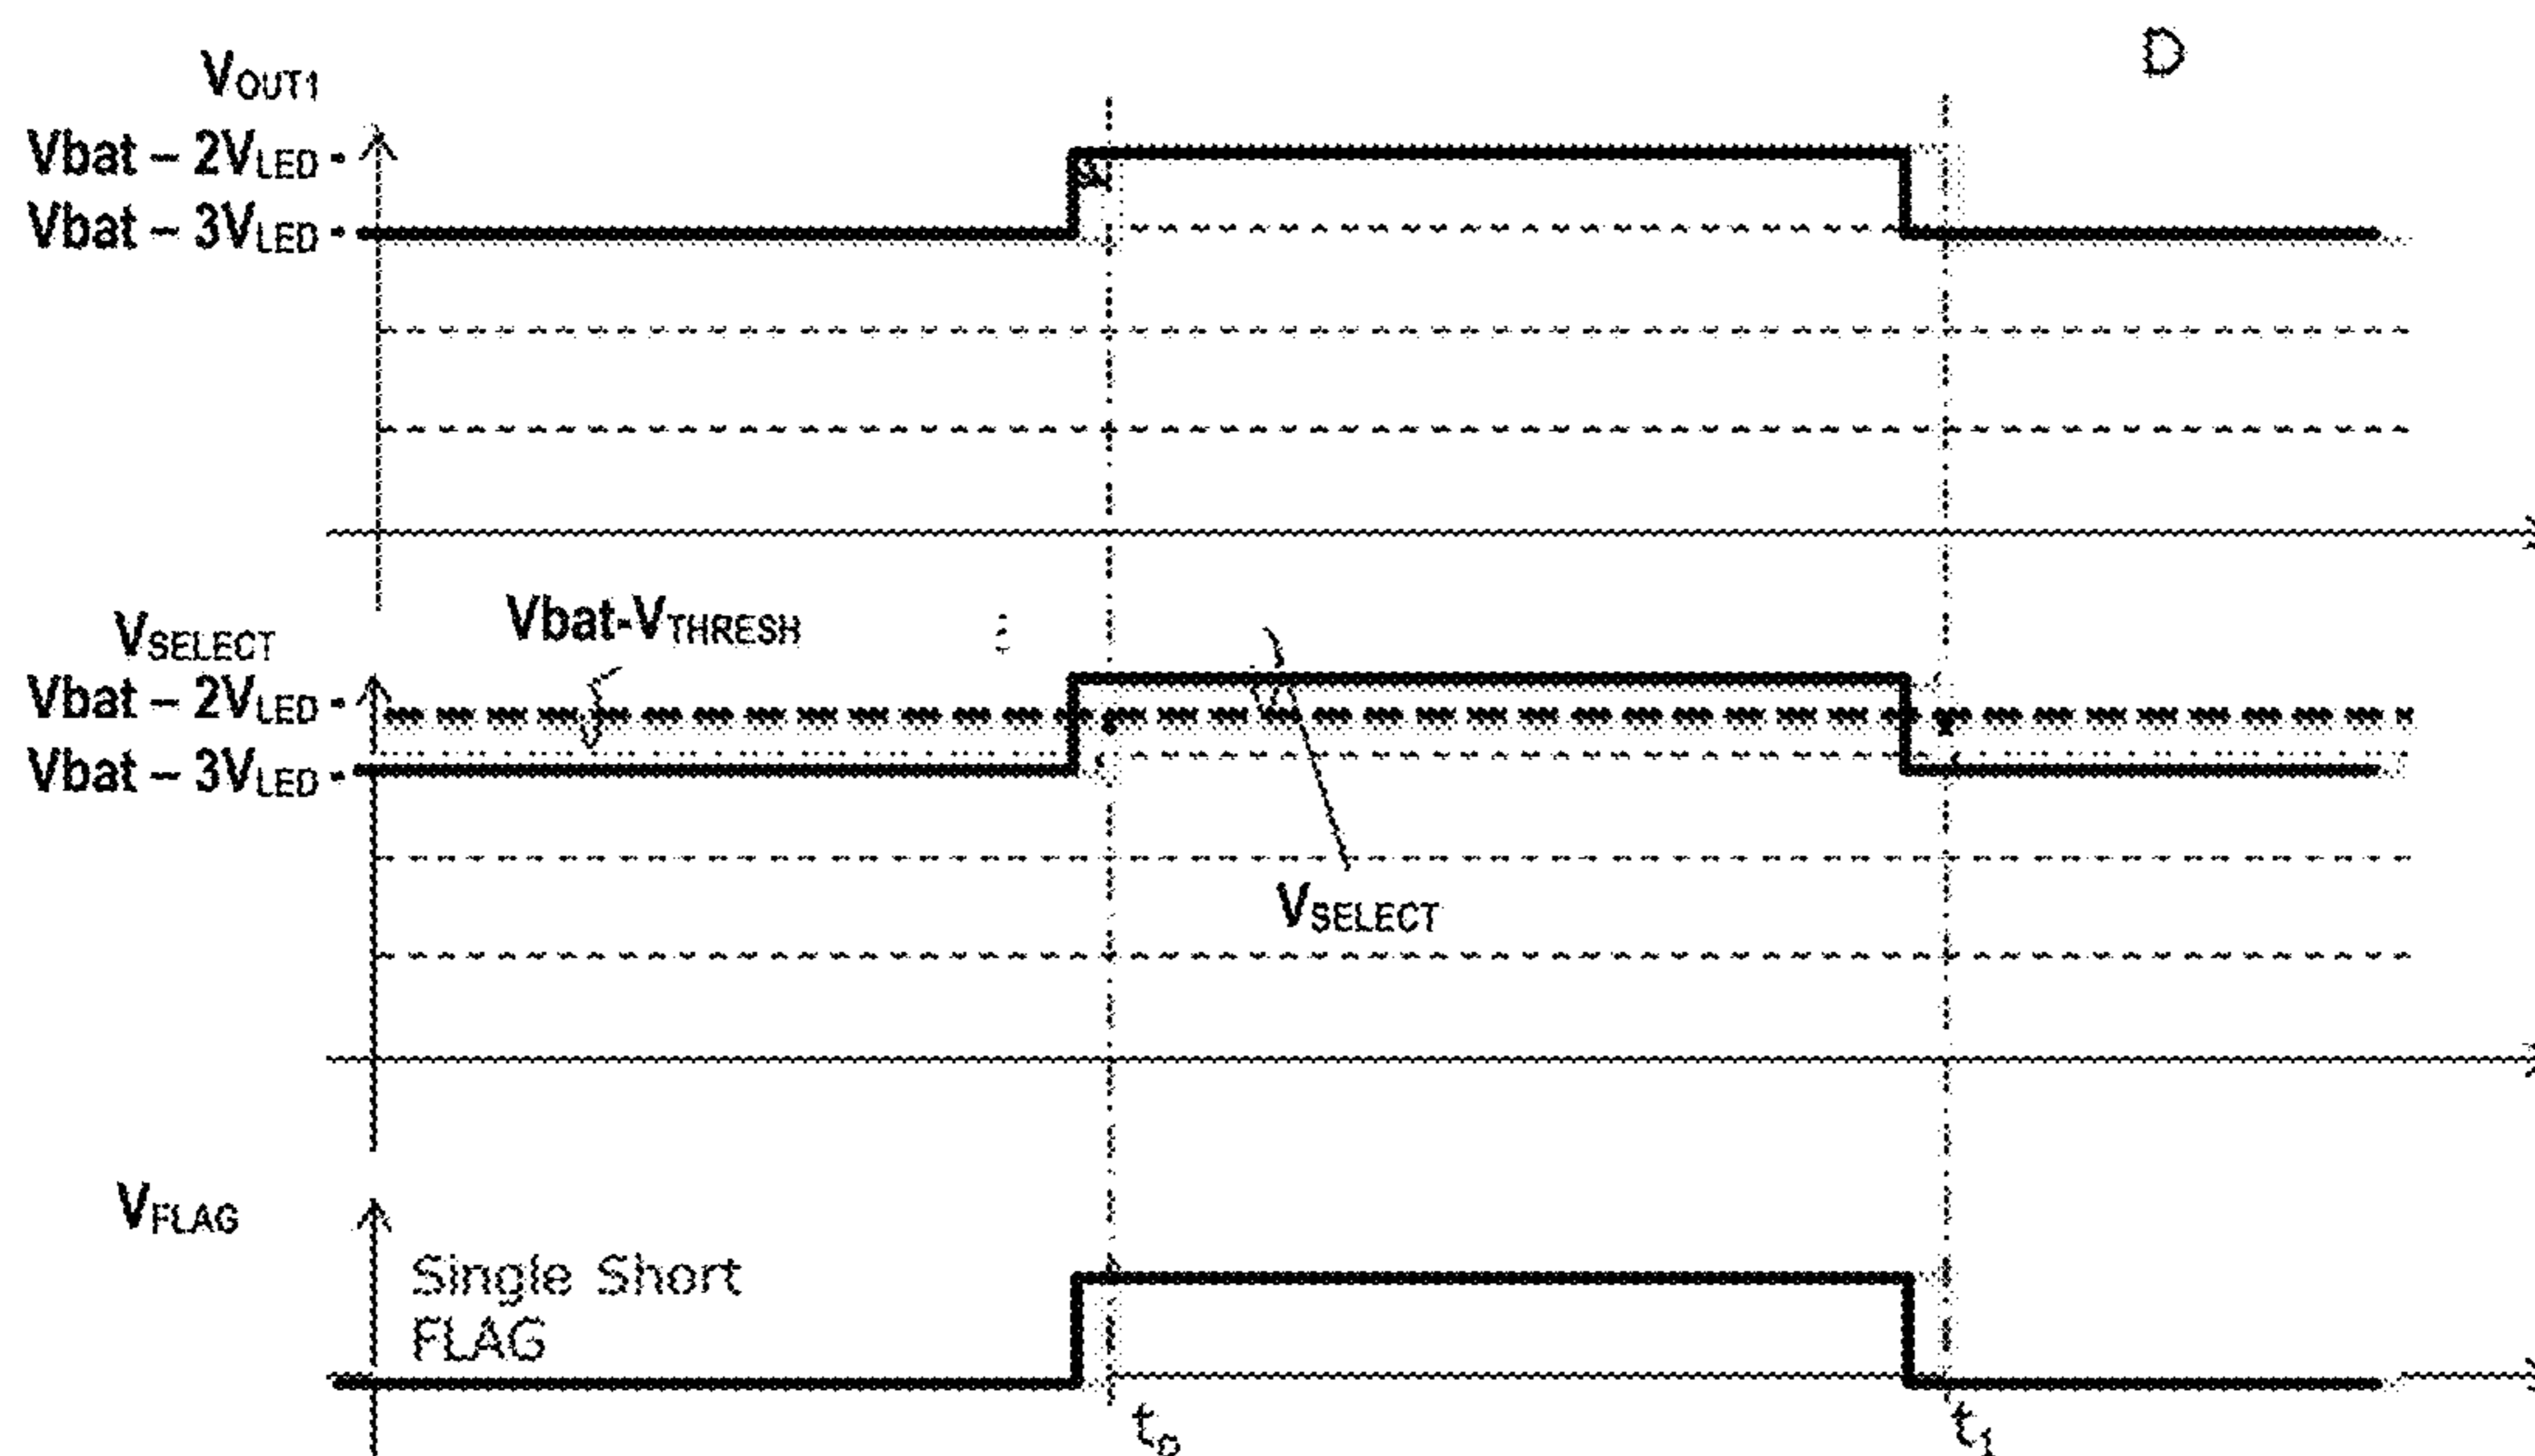 D
VOUT1
Vbat – 2VLED
Vbat – 3VLED
Vbat-VTHRESH
VSELECT
Vbat – 2VLED
Vbat – 3VLED
VSELECT
VFLAG
Single Short
FLAG
t0
t1